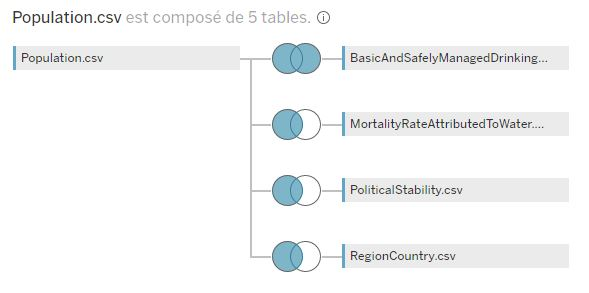 Population.csv est composé de 5 tables.
Population.csv
BasicAndSafelyManagedDrinking...
MortalityRateAttributedToWater....
PoliticalStability.csv
RegionCountry.csv